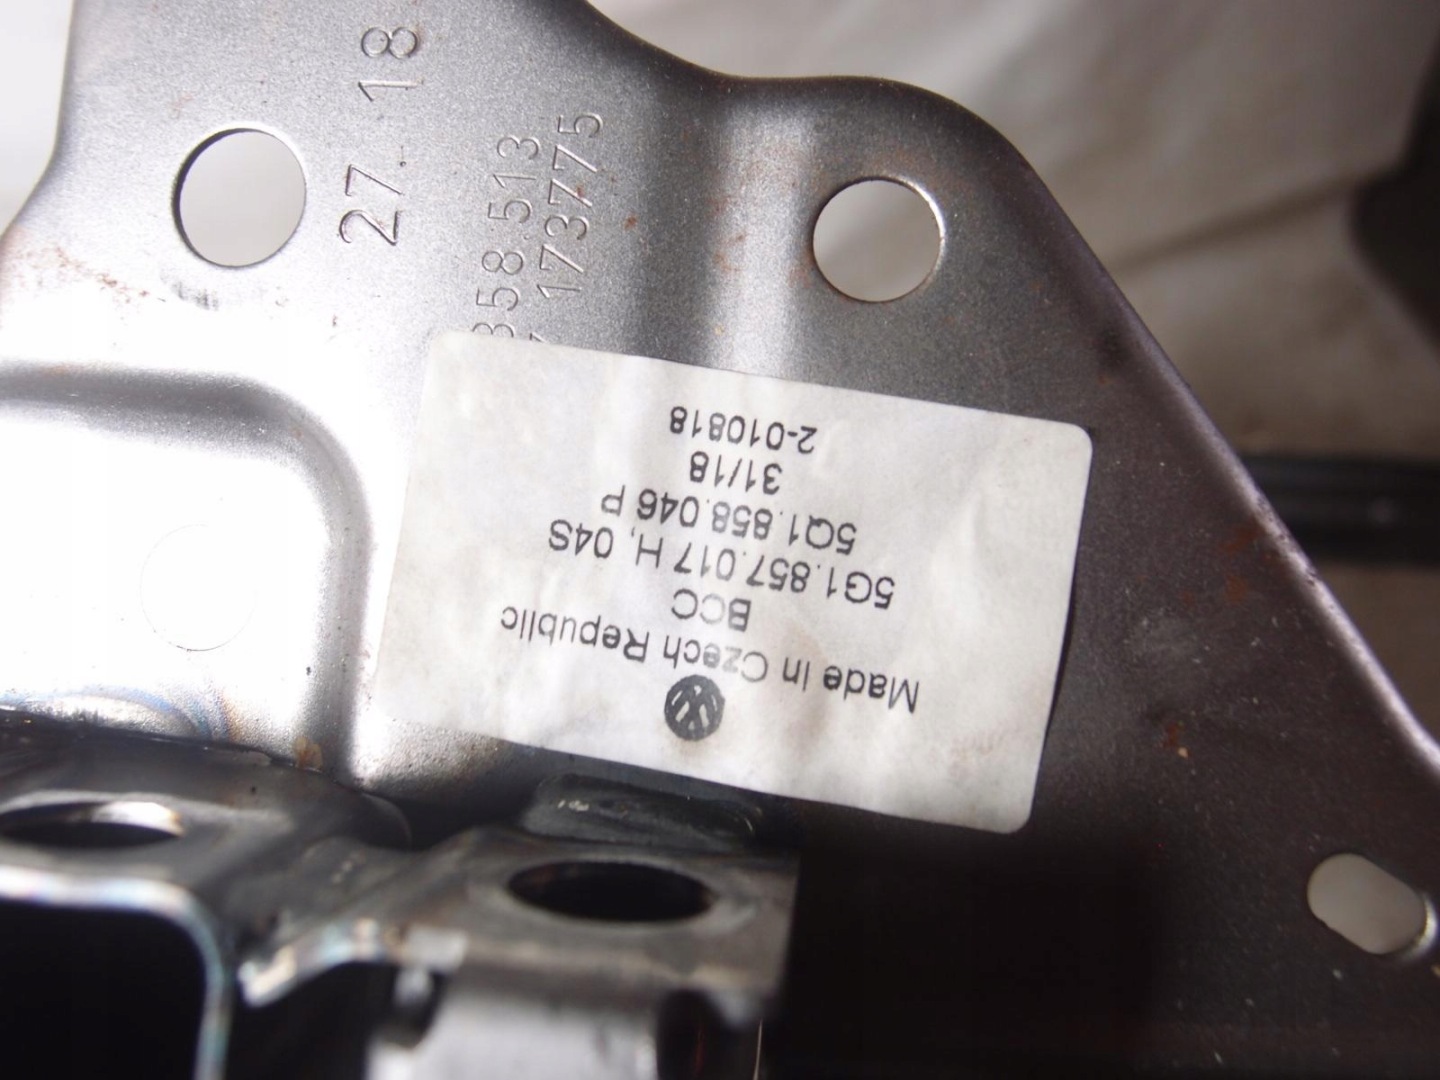 27. 18
858.513
173775
Made in Czech Republic
BCC
5G1.857.017 H, 04S
5Q1.858.046 P
31/18
2-010818